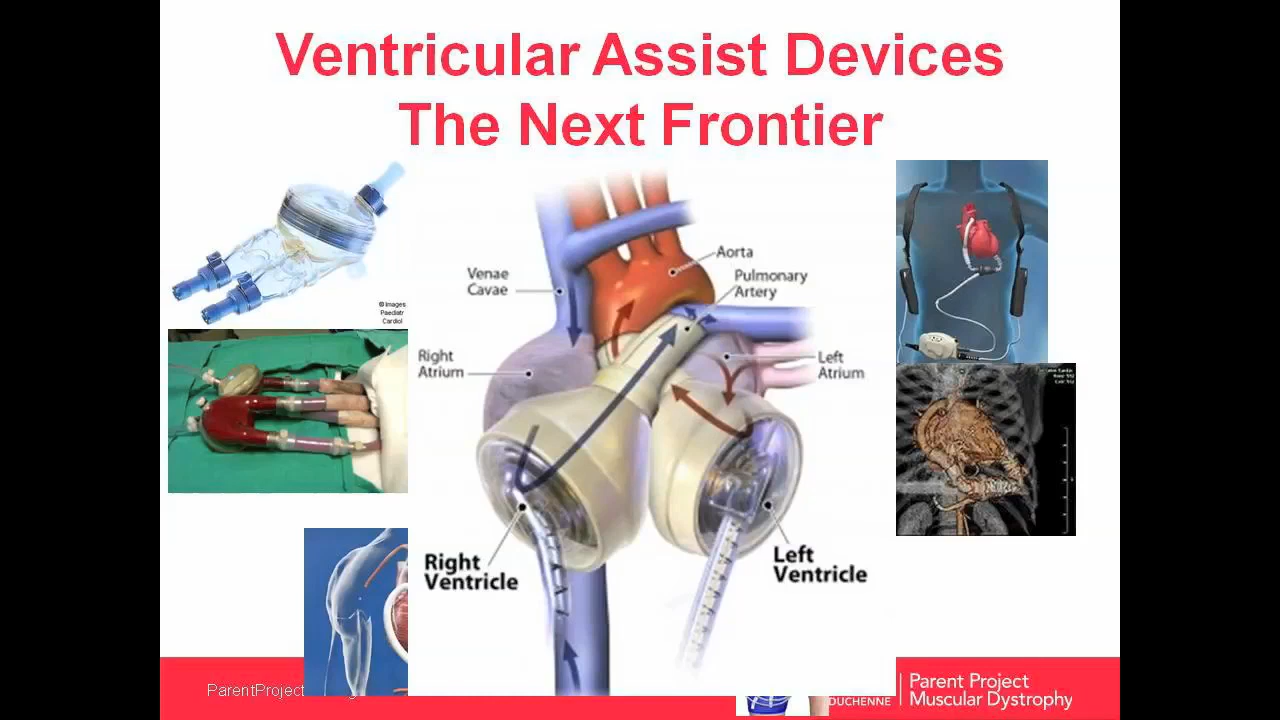 Ventricular Assist Devices
The Next Frontier
© Images
Paediatr
Cardiol
Venae
Cavae
Aorta
Pulmonary
Artery
Right
Atrium
Left
Atrium
Right
Ventricle
Left
Ventricle
ParentProject
DUCHENNE
Parent Project
Muscular Dystrophy